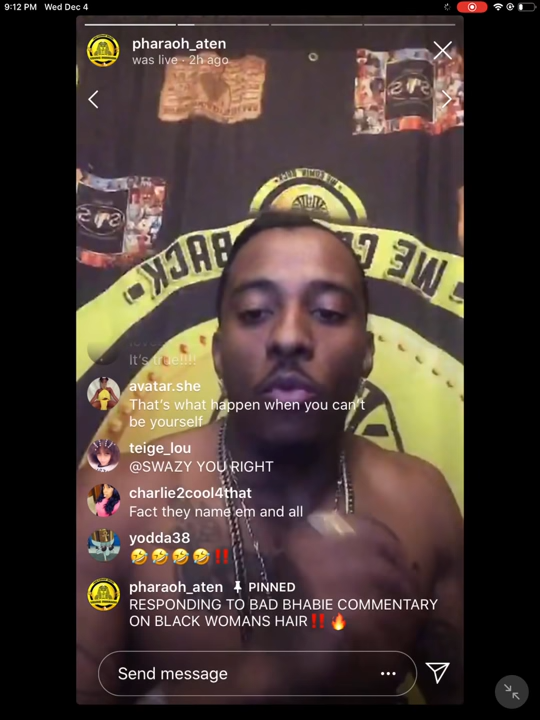 9:12 PM Wed Dec 4
pharaoh_aten
was live · 2h ago
WE COMIN BACK
It's true!!!!
avatar.she
That's what happen when you can't
be yourself
teige_lou
@SWAZY YOU RIGHT
charlie2cool4that
Fact they name em and all
yodda38
🤣🤣🤣🤣‼️
pharaoh_aten PINNED
RESPONDING TO BAD BHABIE COMMENTARY
ON BLACK WOMANS HAIR‼️🔥
Send message